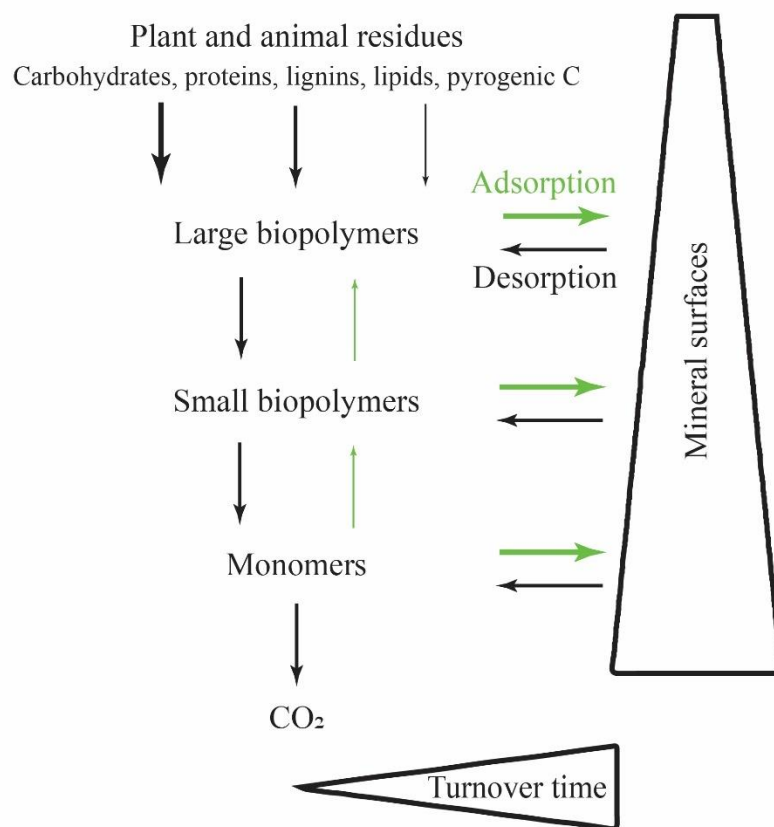 Plant and animal residues
Carbohydrates, proteins, lignins, lipids, pyrogenic C
Adsorption
Large biopolymers
Desorption
Mineral surfaces
Small biopolymers
Monomers
CO₂
Turnover time